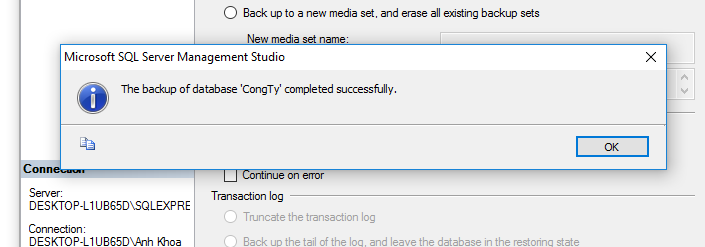 Back up to a new media set, and erase all existing backup sets
New media set name:
Microsoft SQL Server Management Studio
The backup of database 'CongTy' completed successfully.
OK
Connection
Server:
DESKTOP-L1UB65D\SQLEXPRE
Connection:
DESKTOP-L1UB65D\Anh Khoa
Continue on error
Transaction log
Truncate the transaction log
Back up the tail of the log, and leave the database in the restoring state